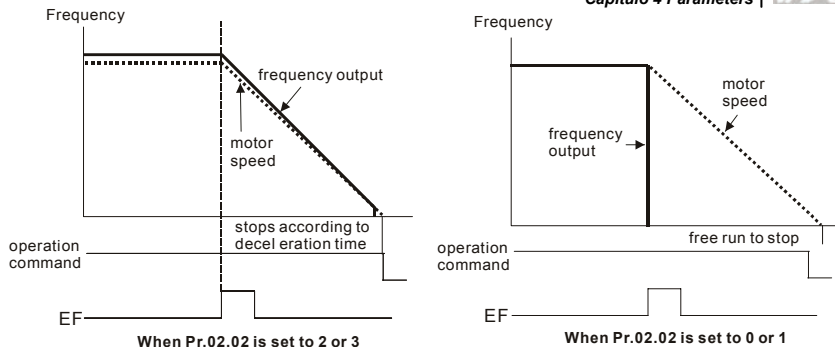 Capítulo 4 Parameters |
Frequency
frequency output
motor
speed
stops according to
decel eration time
operation
command
EF
When Pr.02.02 is set to 2 or 3
Frequency
motor
speed
frequency
output
free run to stop
operation
command
EF
When Pr.02.02 is set to 0 or 1